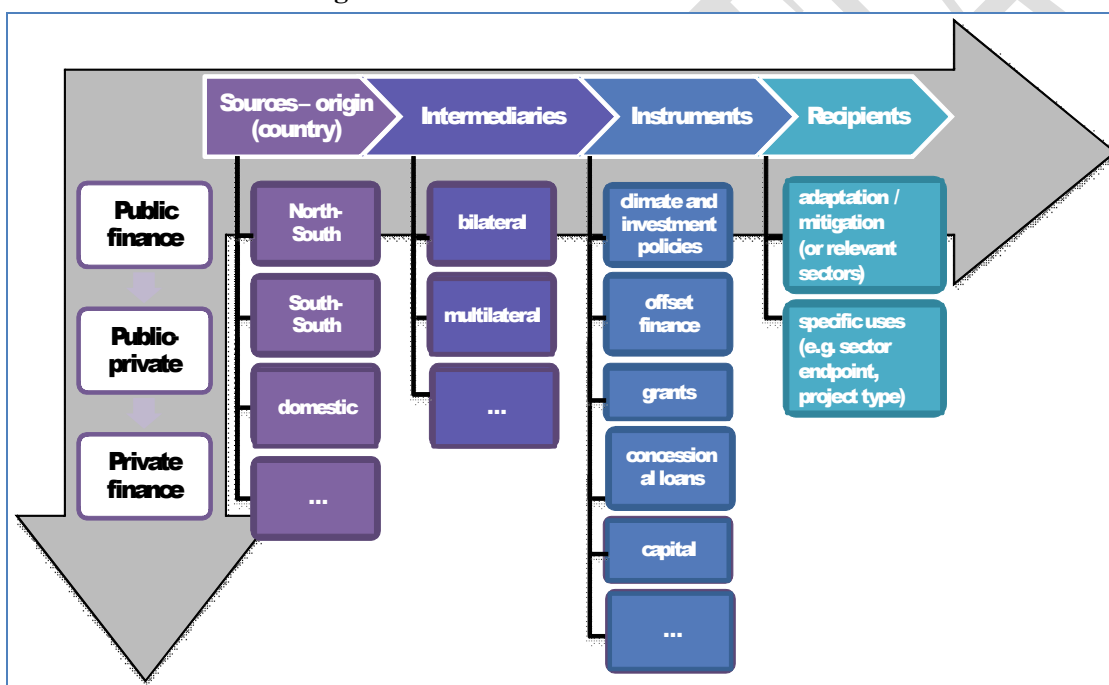 Sources – origin
(country)
Intermediaries
Instruments
Recipients
Public
finance
Public-
private
Private
finance
North-
South
South-
South
domestic
...
bilateral
multilateral
...
climate and
investment
policies
offset
finance
grants
concession
al loans
capital
...
adaptation /
mitigation
(or relevant
sectors)
specific uses
(e.g. sector
endpoint,
project type)